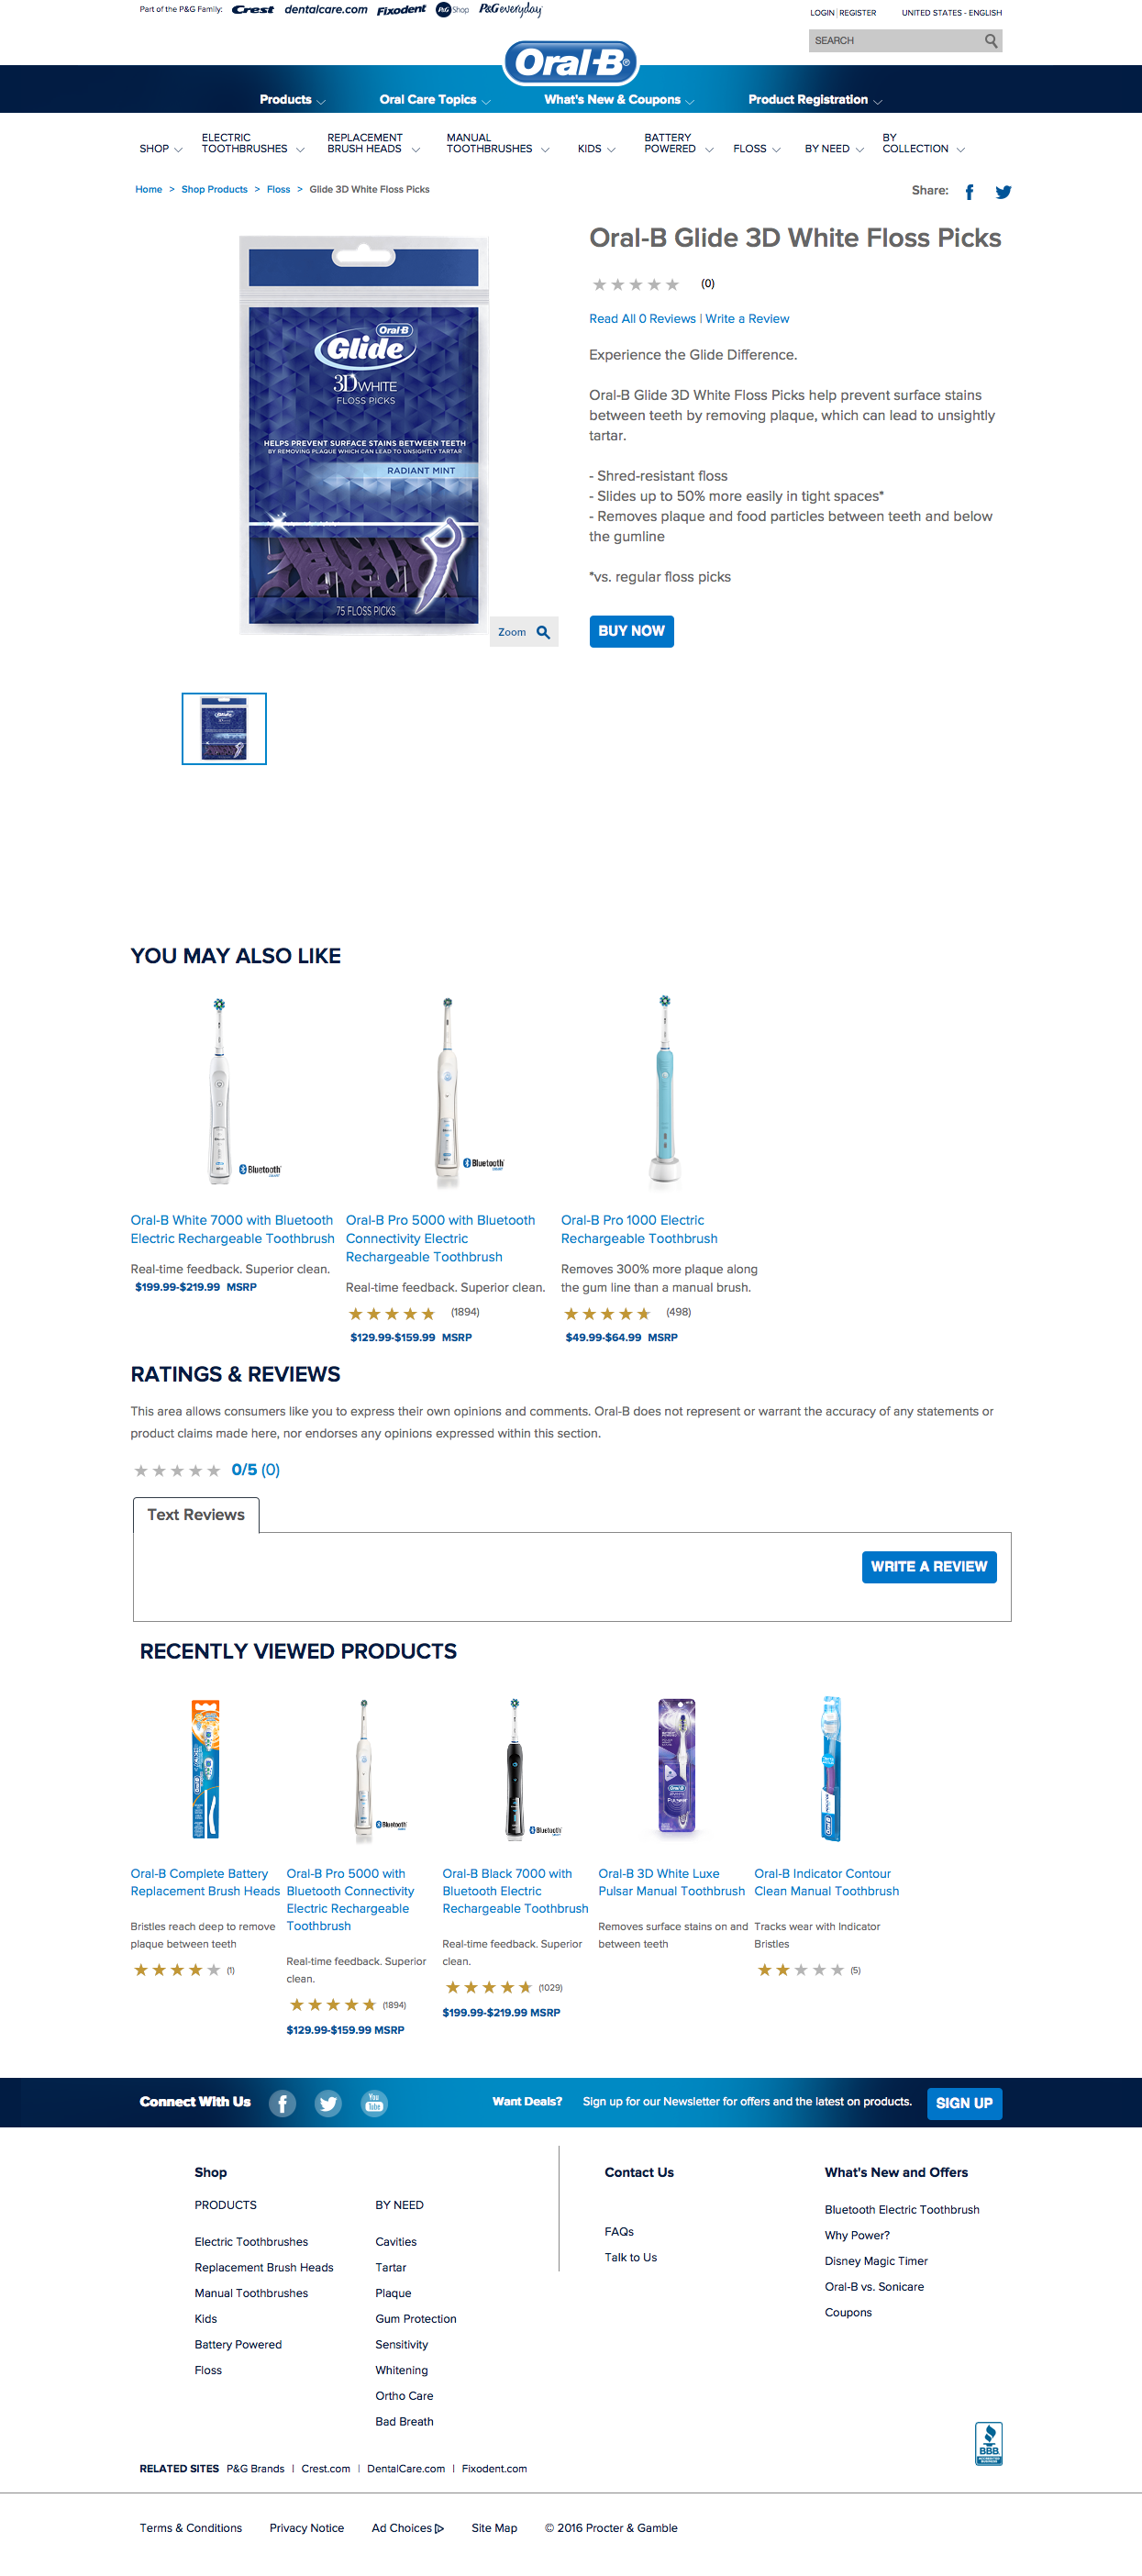 Part of the P&G Family: Crest dentalcare.com Fixodent P&G Shop P&G everyday
LOGIN | REGISTER UNITED STATES - ENGLISH
SEARCH
Oral-B
Products Oral Care Topics What's New & Coupons Product Registration
SHOP ELECTRIC TOOTHBRUSHES REPLACEMENT BRUSH HEADS MANUAL TOOTHBRUSHES KIDS BATTERY POWERED FLOSS BY NEED BY COLLECTION
Home > Shop Products > Floss > Glide 3D White Floss Picks
Share:
Oral-B
Glide
3D WHITE
FLOSS PICKS
HELPS PREVENT SURFACE STAINS BETWEEN TEETH
BY REMOVING PLAQUE WHICH CAN LEAD TO UNSIGHTLY TARTAR
RADIANT MINT
75 FLOSS PICKS
Zoom
Oral-B Glide 3D White Floss Picks
(0)
Read All 0 Reviews | Write a Review
Experience the Glide Difference.
Oral-B Glide 3D White Floss Picks help prevent surface stains
between teeth by removing plaque, which can lead to unsightly
tartar.
- Shred-resistant floss
- Slides up to 50% more easily in tight spaces*
- Removes plaque and food particles between teeth and below
the gumline
*vs. regular floss picks
BUY NOW
YOU MAY ALSO LIKE
Bluetooth
Bluetooth
Oral-B White 7000 with Bluetooth
Electric Rechargeable Toothbrush
Real-time feedback. Superior clean.
$199.99-$219.99 MSRP
Oral-B Pro 5000 with Bluetooth
Connectivity Electric
Rechargeable Toothbrush
Real-time feedback. Superior clean.
(1894)
$129.99-$159.99 MSRP
Oral-B Pro 1000 Electric
Rechargeable Toothbrush
Removes 300% more plaque along
the gum line than a manual brush.
(498)
$49.99-$64.99 MSRP
RATINGS & REVIEWS
This area allows consumers like you to express their own opinions and comments. Oral-B does not represent or warrant the accuracy of any statements or
product claims made here, nor endorses any opinions expressed within this section.
0/5 (0)
Text Reviews
WRITE A REVIEW
RECENTLY VIEWED PRODUCTS
Bluetooth
Bluetooth
Oral-B Complete Battery
Replacement Brush Heads
Bristles reach deep to remove
plaque between teeth
(1)
Oral-B Pro 5000 with
Bluetooth Connectivity
Electric Rechargeable
Toothbrush
Real-time feedback. Superior
clean.
(1894)
$129.99-$159.99 MSRP
Oral-B Black 7000 with
Bluetooth Electric
Rechargeable Toothbrush
Real-time feedback. Superior
clean.
(1029)
$199.99-$219.99 MSRP
Oral-B 3D White Luxe
Pulsar Manual Toothbrush
Removes surface stains on and
between teeth
Oral-B Indicator Contour
Clean Manual Toothbrush
Tracks wear with Indicator
Bristles
(5)
Connect With Us
You Tube
Want Deals? Sign up for our Newsletter for offers and the latest on products. SIGN UP
Shop
PRODUCTS
Electric Toothbrushes
Replacement Brush Heads
Manual Toothbrushes
Kids
Battery Powered
Floss
BY NEED
Cavities
Tartar
Plaque
Gum Protection
Sensitivity
Whitening
Ortho Care
Bad Breath
Contact Us
FAQs
Talk to Us
What's New and Offers
Bluetooth Electric Toothbrush
Why Power?
Disney Magic Timer
Oral-B vs. Sonicare
Coupons
BBB
RELATED SITES P&G Brands | Crest.com | DentalCare.com | Fixodent.com
Terms & Conditions Privacy Notice Ad Choices Site Map © 2016 Procter & Gamble